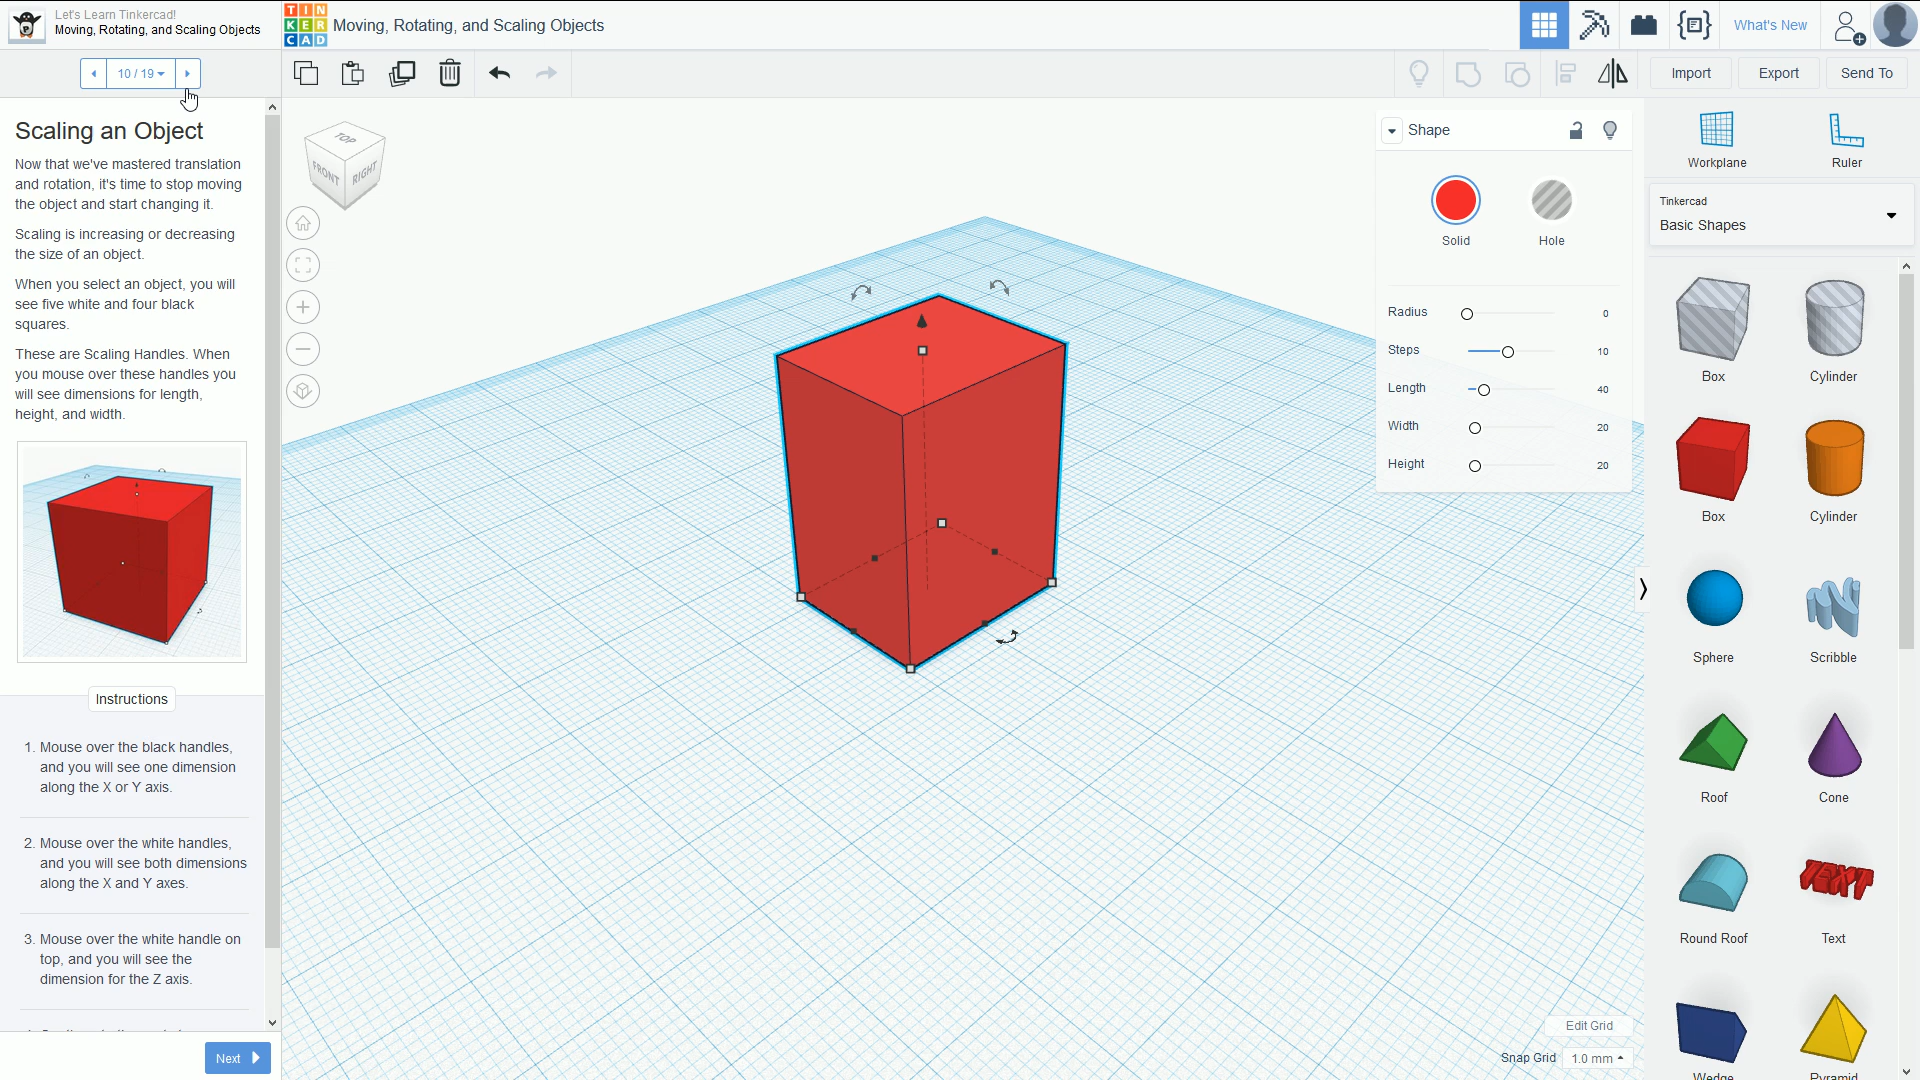 Let's Learn Tinkercad!
Moving, Rotating, and Scaling Objects
TIN
KER
CAD
Moving, Rotating, and Scaling Objects
What's New
10 / 19
Import
Export
Send To
Scaling an Object
Now that we've mastered translation
and rotation, it's time to stop moving
the object and start changing it.
Scaling is increasing or decreasing
the size of an object.
When you select an object, you will
see five white and four black
squares.
These are Scaling Handles. When
you mouse over these handles you
will see dimensions for length,
height, and width.
Instructions
1. Mouse over the black handles,
and you will see one dimension
along the X or Y axis.
2. Mouse over the white handles,
and you will see both dimensions
along the X and Y axes.
3. Mouse over the white handle on
top, and you will see the
dimension for the Z axis.
Next
TOP
FRONT
RIGHT
Shape
Solid
Hole
Radius
0
Steps
10
Length
40
Width
20
Height
20
Edit Grid
Snap Grid
1.0 mm
Workplane
Ruler
Tinkercad
Basic Shapes
Box
Cylinder
Box
Cylinder
Sphere
Scribble
Roof
Cone
Round Roof
TEXT
Text
Wedge
Pyramid